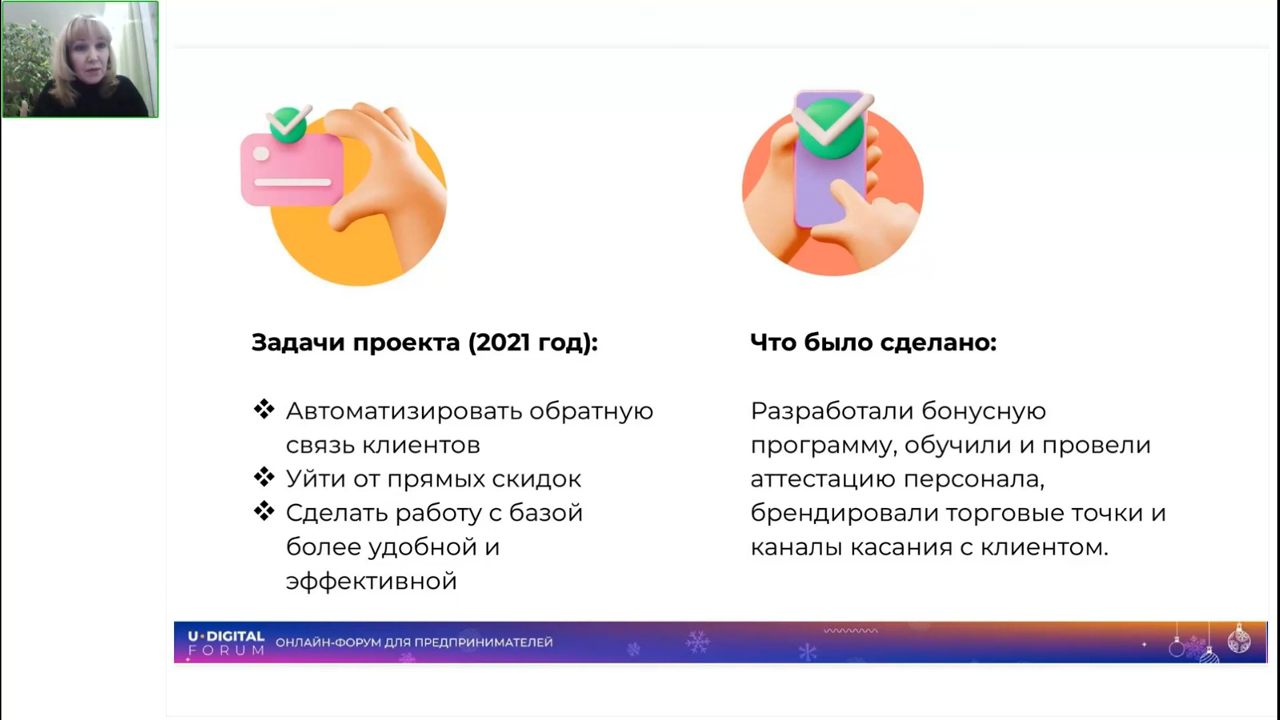 Задачи проекта (2021 год):
❖ Автоматизировать обратную
связь клиентов
❖ Уйти от прямых скидок
❖ Сделать работу с базой
более удобной и
эффективной
Что было сделано:
Разработали бонусную
программу, обучили и провели
аттестацию персонала,
брендировали торговые точки и
каналы касания с клиентом.
U·DIGITAL
FORUM
ОНЛАЙН-ФОРУМ ДЛЯ ПРЕДПРИНИМАТЕЛЕЙ